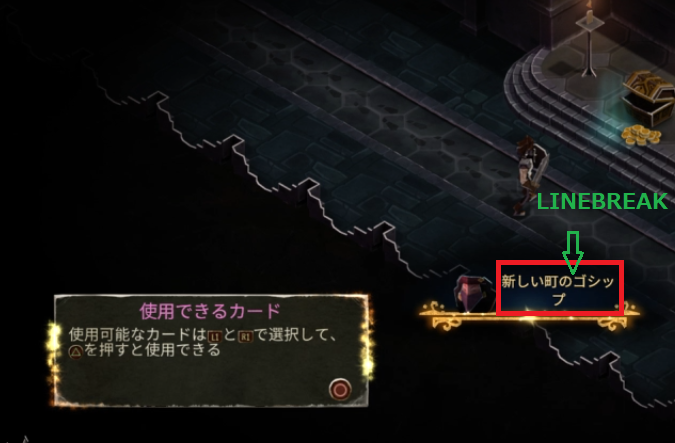 LINEBREAK
新しい町のゴシッ
プ
使用できるカード
使用可能なカードはL1とR1で選択して、
△を押すと使用できる